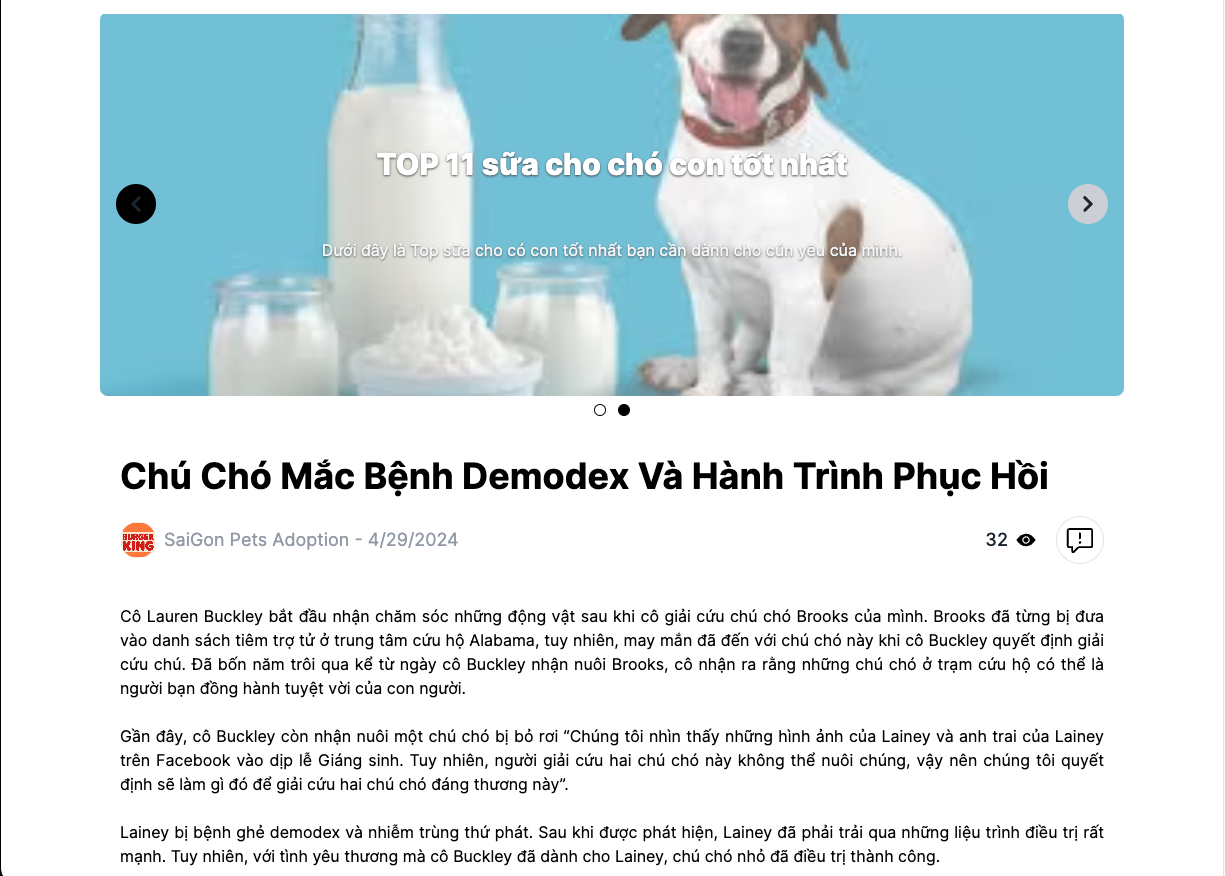 TOP 11 sữa cho chó con tốt nhất
Dưới đây là Top sữa cho có con tốt nhất bạn cần dành cho cún yêu của mình.
Chú Chó Mắc Bệnh Demodex Và Hành Trình Phục Hồi
BURGER
KING
SaiGon Pets Adoption - 4/29/2024
32
Cô Lauren Buckley bắt đầu nhận chăm sóc những động vật sau khi cô giải cứu chú chó Brooks của mình. Brooks đã từng bị đưa
vào danh sách tiêm trợ tử ở trung tâm cứu hộ Alabama, tuy nhiên, may mắn đã đến với chú chó này khi cô Buckley quyết định giải
cứu chú. Đã bốn năm trôi qua kể từ ngày cô Buckley nhận nuôi Brooks, cô nhận ra rằng những chú chó ở trạm cứu hộ có thể là
người bạn đồng hành tuyệt vời của con người.
Gần đây, cô Buckley còn nhận nuôi một chú chó bị bỏ rơi “Chúng tôi nhìn thấy những hình ảnh của Lainey và anh trai của Lainey
trên Facebook vào dịp lễ Giáng sinh. Tuy nhiên, người giải cứu hai chú chó này không thể nuôi chúng, vậy nên chúng tôi quyết
định sẽ làm gì đó để giải cứu hai chú chó đáng thương này”.
Lainey bị bệnh ghẻ demodex và nhiễm trùng thứ phát. Sau khi được phát hiện, Lainey đã phải trải qua những liệu trình điều trị rất
mạnh. Tuy nhiên, với tình yêu thương mà cô Buckley đã dành cho Lainey, chú chó nhỏ đã điều trị thành công.